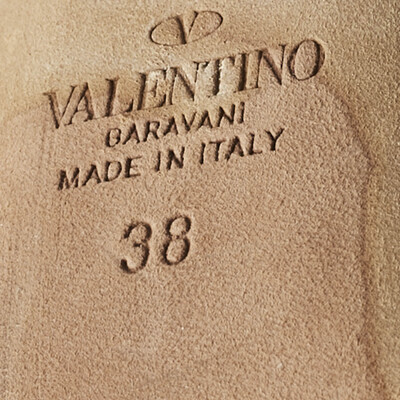 V
VALENTINO
GARAVANI
MADE IN ITALY
38